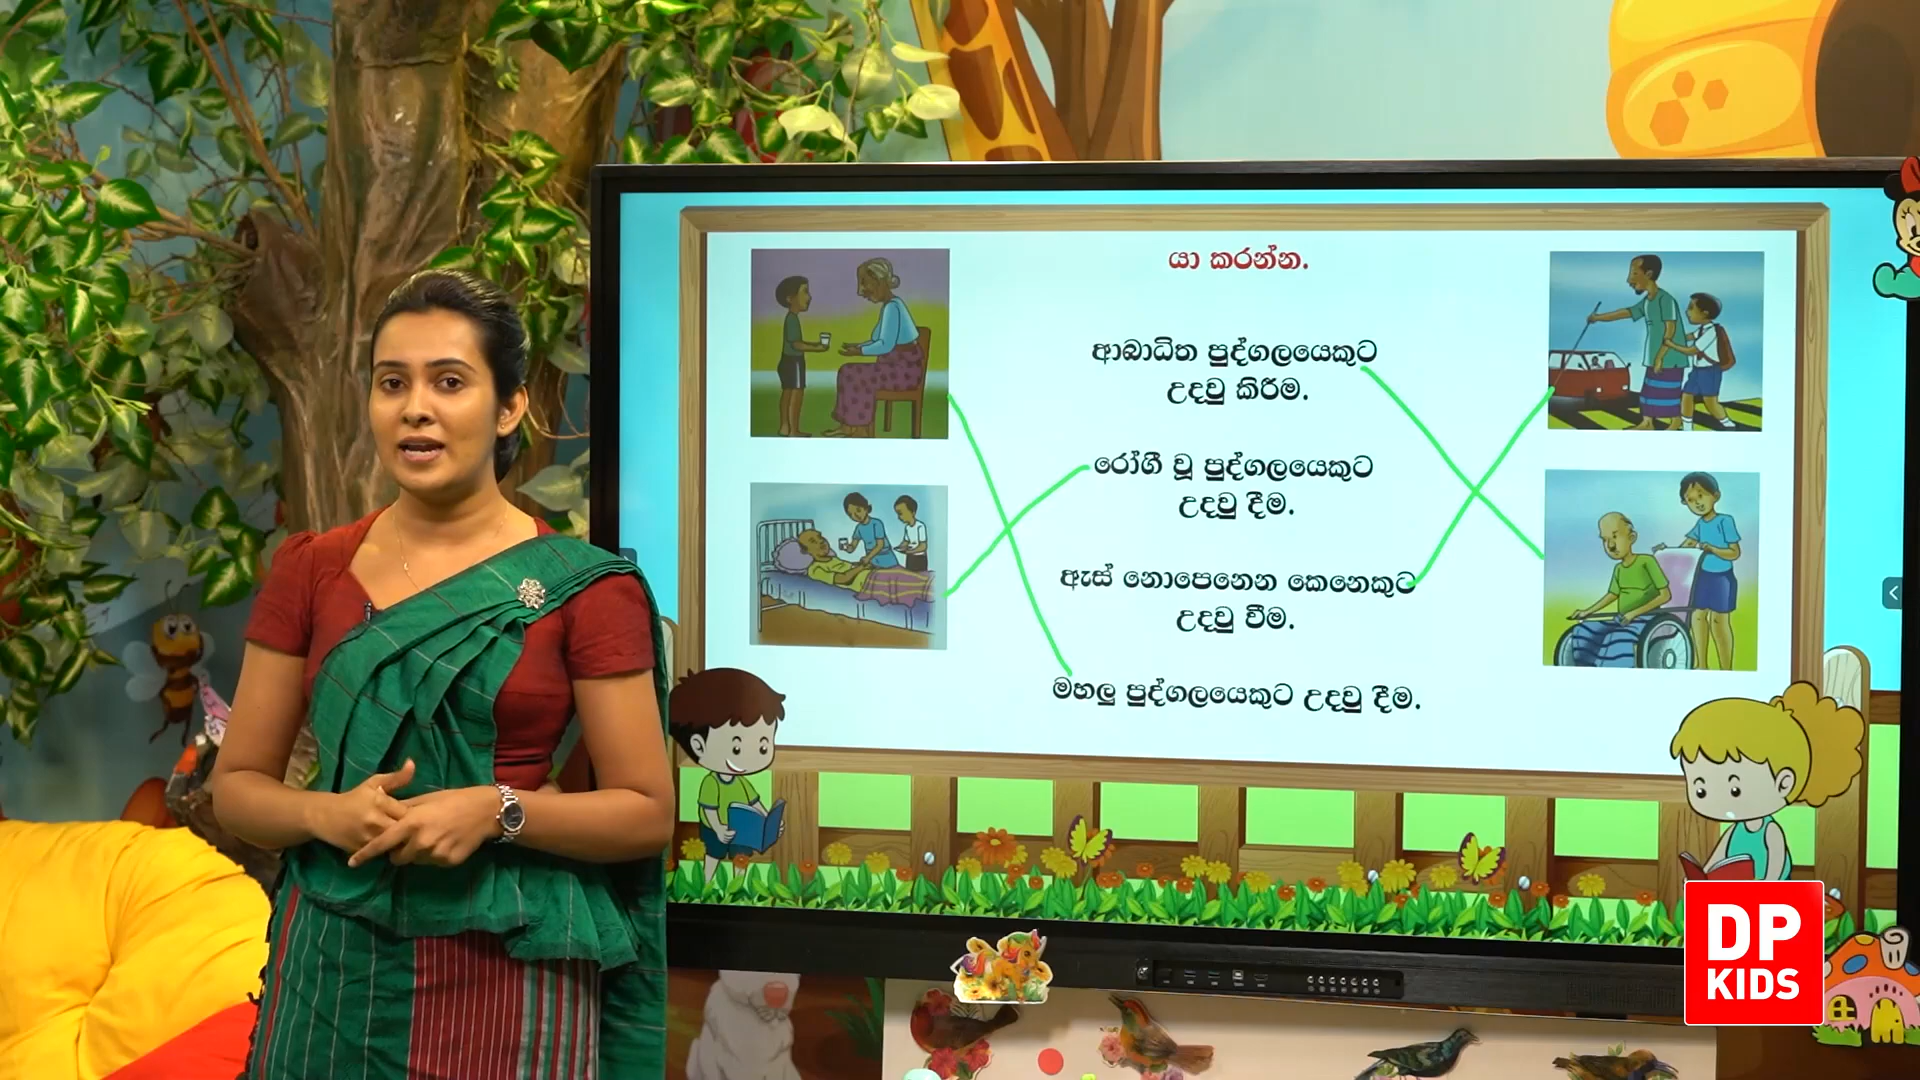 යා කරන්න.
ආබාධිත පුද්ගලයෙකුට
උදවු කිරීම.
රෝගී වූ පුද්ගලයෙකුට
උදවු දීම.
ඇස් නොපෙනෙන කෙනෙකුට
උදවු වීම.
මහලු පුද්ගලයෙකුට උදවු දීම.
DP
KIDS